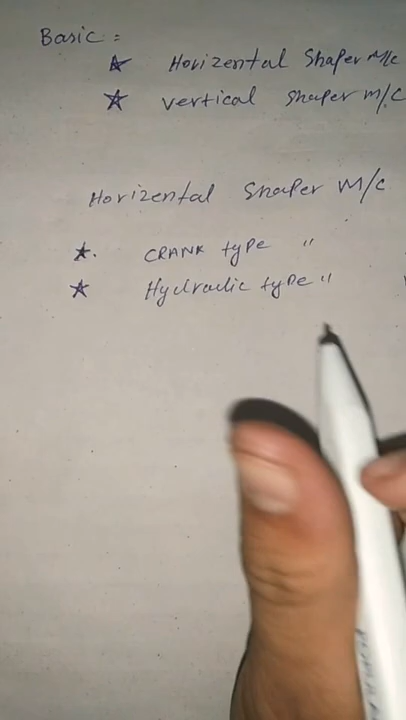 Basic :
Horizental Shaper M/c
vertical shaper m/c
Horizental Shaper M/c
CRANK type "
Hydraulic type "